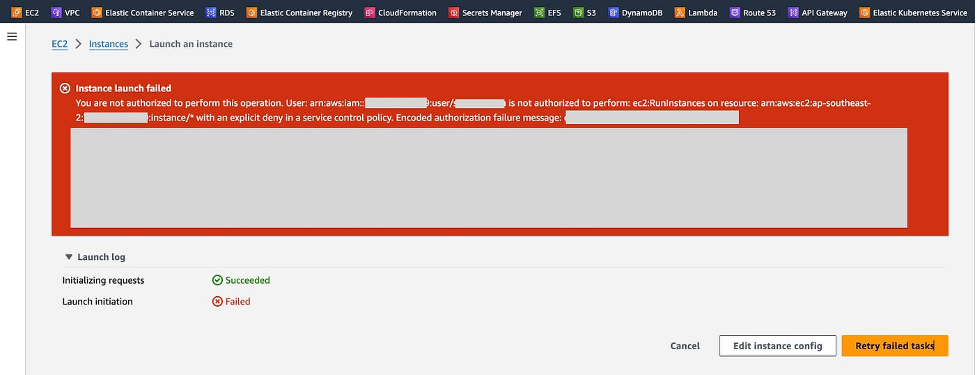 EC2 VPC Elastic Container Service RDS Elastic Container Registry CloudFormation Secrets Manager EFS S3 DynamoDB Lambda Route 53 API Gateway Elastic Kubernetes Service
EC2 > Instances > Launch an instance
Instance launch failed
You are not authorized to perform this operation. User: arn:aws:iam:: :user/ is not authorized to perform: ec2:RunInstances on resource: arn:aws:ec2:ap-southeast-
2: :instance/* with an explicit deny in a service control policy. Encoded authorization failure message:
Launch log
Initializing requests Succeeded
Launch initiation Failed
Cancel Edit instance config Retry failed tasks